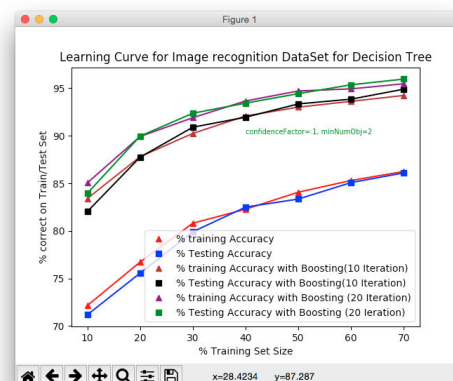 Figure 1
Learning Curve for Image recognition DataSet for Decision Tree
95
90
85
80
75
70
% correct on Train/Test Set
confidenceFactor=.1, minNumObj=2
% training Accuracy
% Testing Accuracy
% training Accuracy with Boosting(10 Iteration)
% Testing Accuracy with Boosting(10 Iteration)
% training Accuracy with Boosting (20 Iteration)
% Testing Accuracy with Boosting (20 Ieration)
10 20 30 40 50 60 70
% Training Set Size
x=28.4234 y=87.287